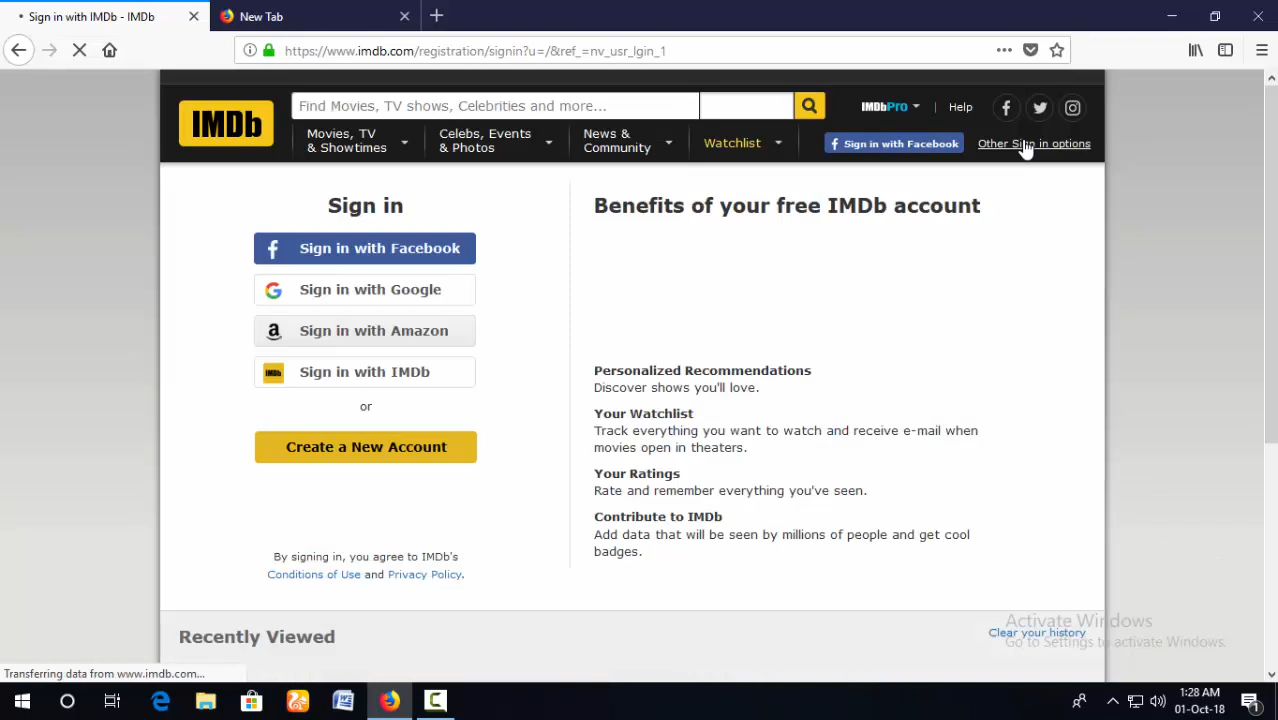 Sign in with IMDb - IMDb
New Tab
https://www.imdb.com/registration/signin?u=/&ref_=nv_usr_lgin_1
IMDb
Find Movies, TV shows, Celebrities and more...
IMDbPro
Help
Movies, TV
& Showtimes
Celebs, Events
& Photos
News &
Community
Watchlist
Sign in with Facebook
Other Sign in options
Sign in
Sign in with Facebook
Sign in with Google
Sign in with Amazon
IMDb Sign in with IMDb
or
Create a New Account
By signing in, you agree to IMDb's
Conditions of Use and Privacy Policy.
Benefits of your free IMDb account
Personalized Recommendations
Discover shows you'll love.
Your Watchlist
Track everything you want to watch and receive e-mail when
movies open in theaters.
Your Ratings
Rate and remember everything you've seen.
Contribute to IMDb
Add data that will be seen by millions of people and get cool
badges.
Recently Viewed
Clear your history
Activate Windows
Go to Settings to activate Windows.
Transferring data from www.imdb.com...
1:28 AM
01-Oct-18
1